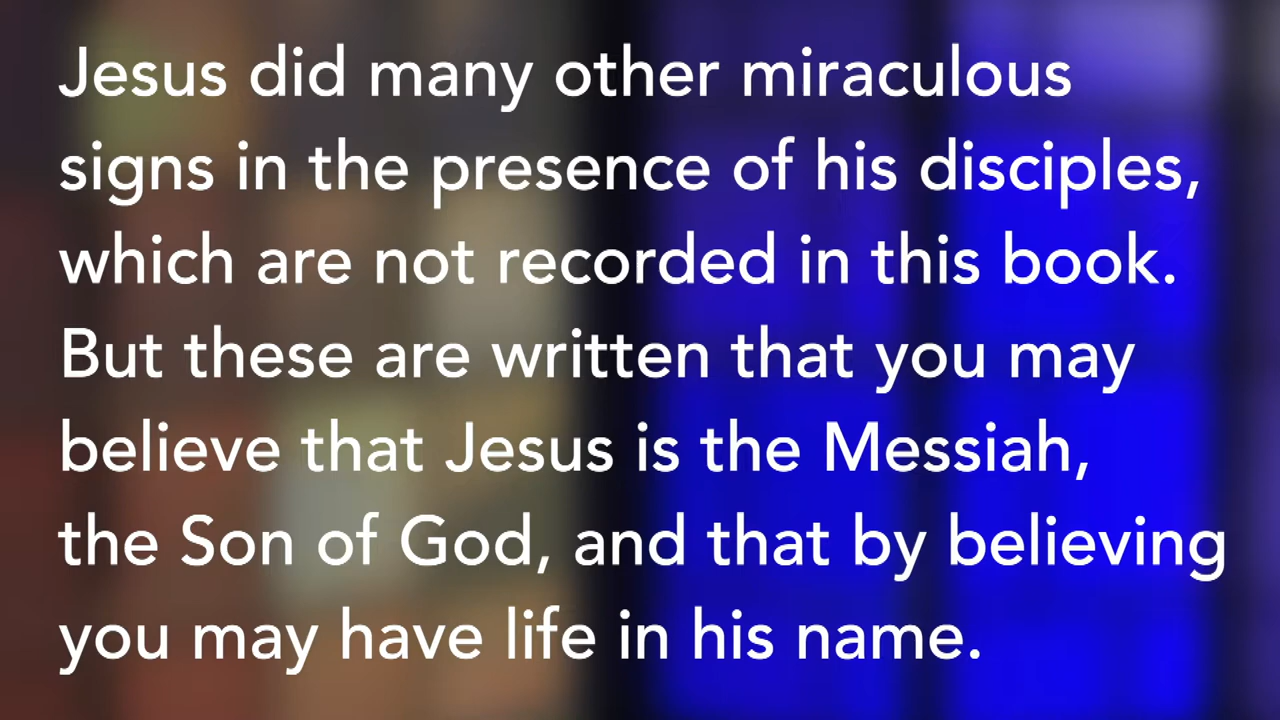 Jesus did many other miraculous
signs in the presence of his disciples,
which are not recorded in this book.
But these are written that you may
believe that Jesus is the Messiah,
the Son of God, and that by believing
you may have life in his name.